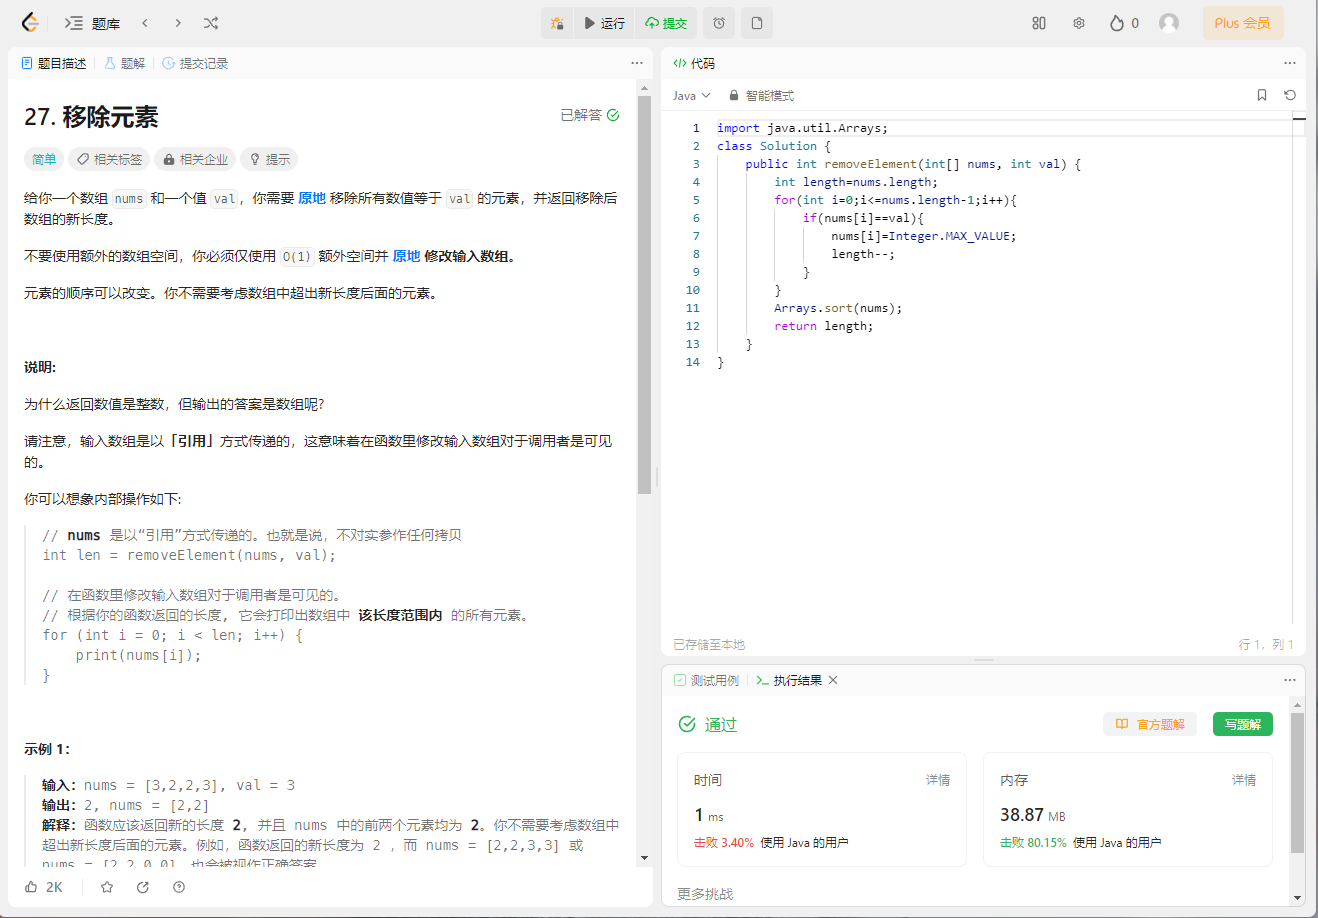 题库
运行
提交
0
Plus 会员
题目描述
题解
提交记录
27. 移除元素
已解答
简单
相关标签
相关企业
提示
给你一个数组 nums 和一个值 val，你需要 原地 移除所有数值等于 val 的元素，并返回移除后
数组的新长度。
不要使用额外的数组空间，你必须仅使用 O(1) 额外空间并 原地 修改输入数组。
元素的顺序可以改变。你不需要考虑数组中超出新长度后面的元素。
说明:
为什么返回数值是整数，但输出的答案是数组呢?
请注意，输入数组是以「引用」方式传递的，这意味着在函数里修改输入数组对于调用者是可见
的。
你可以想象内部操作如下:
// nums 是以“引用”方式传递的。也就是说，不对实参作任何拷贝
int len = removeElement(nums, val);
// 在函数里修改输入数组对于调用者是可见的。
// 根据你的函数返回的长度, 它会打印出数组中 该长度范围内 的所有元素。
for (int i = 0; i < len; i++) {
    print(nums[i]);
}
示例 1：
输入：nums = [3,2,2,3], val = 3
输出：2, nums = [2,2]
解释：函数应该返回新的长度 2, 并且 nums 中的前两个元素均为 2。你不需要考虑数组中
超出新长度后面的元素。例如，函数返回的新长度为 2 ，而 nums = [2,2,3,3] 或
nums = [2,2,0,0]，也会被视作正确答案
2K
代码
Java
智能模式
1 import java.util.Arrays;
2 class Solution {
3     public int removeElement(int[] nums, int val) {
4         int length=nums.length;
5         for(int i=0;i<=nums.length-1;i++){
6             if(nums[i]==val){
7                 nums[i]=Integer.MAX_VALUE;
8                 length--;
9             }
10         }
11         Arrays.sort(nums);
12         return length;
13     }
14 }
已存储至本地
行 1，列 1
测试用例
执行结果
通过
官方题解
写题解
时间
详情
1 ms
击败 3.40% 使用 Java 的用户
内存
详情
38.87 MB
击败 80.15% 使用 Java 的用户
更多挑战